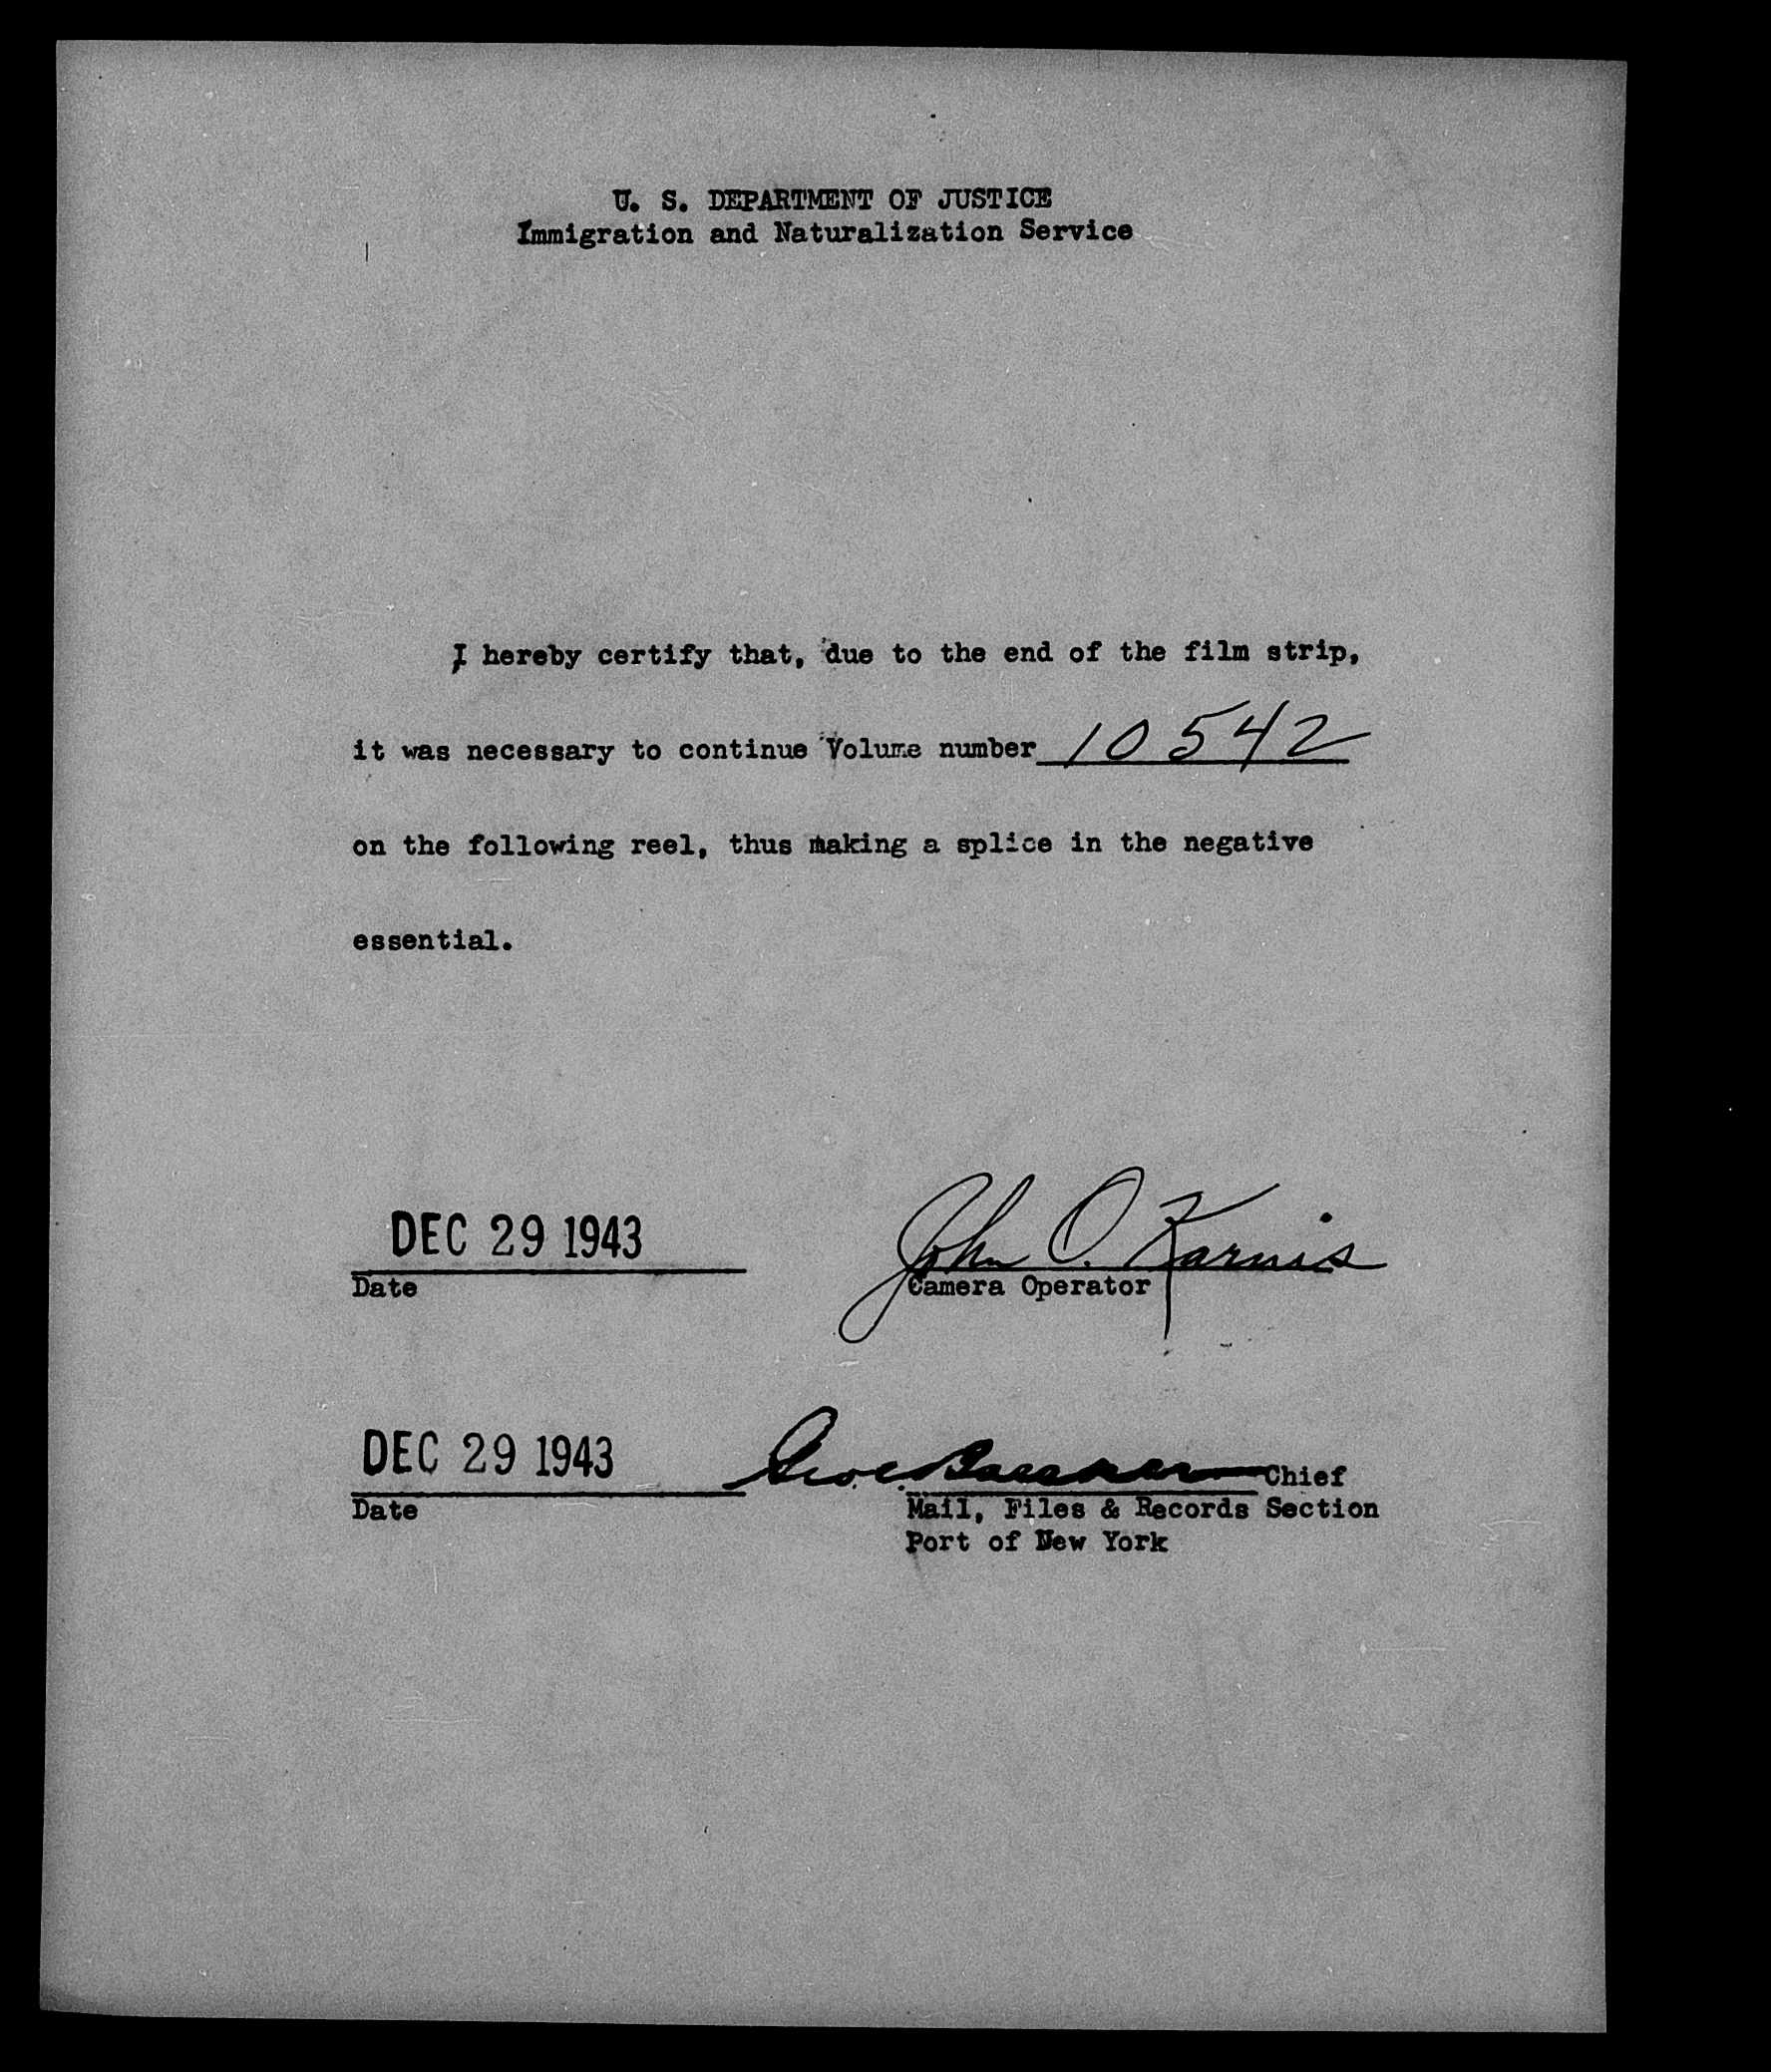 U. S. DEPARTMENT OF JUSTICE
Immigration and Naturalization Service
I hereby certify that, due to the end of the film strip,
it was necessary to continue Volume number 10542
on the following reel, thus making a splice in the negative
essential.
DEC 29 1943 John O. Karnis
Date Camera Operator
DEC 29 1943 Chief
Date Mail, Files & Records Section
Port of New York